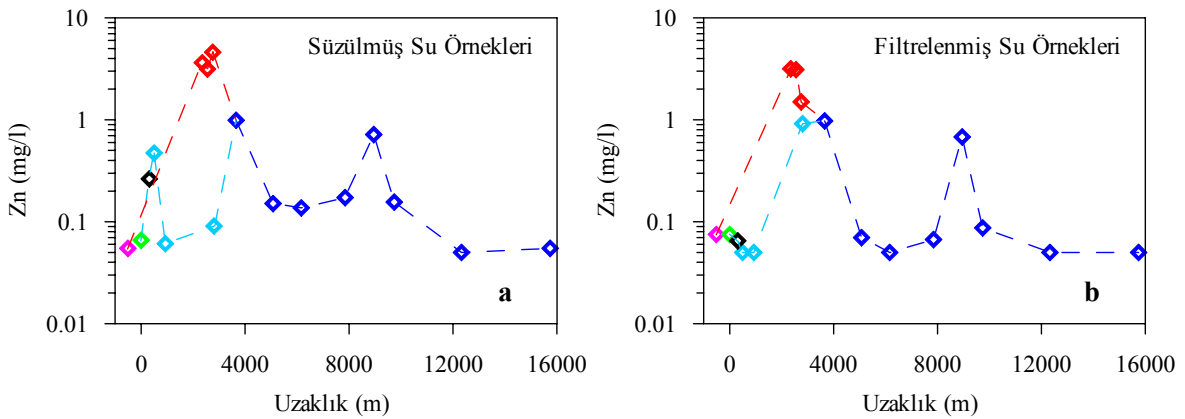 Süzülmüş Su Örnekleri
Zn (mg/l)
10
1
0.1
0.01
a
0 4000 8000 12000 16000
Uzaklık (m)
Filtrelenmiş Su Örnekleri
Zn (mg/l)
10
1
0.1
0.01
b
0 4000 8000 12000 16000
Uzaklık (m)